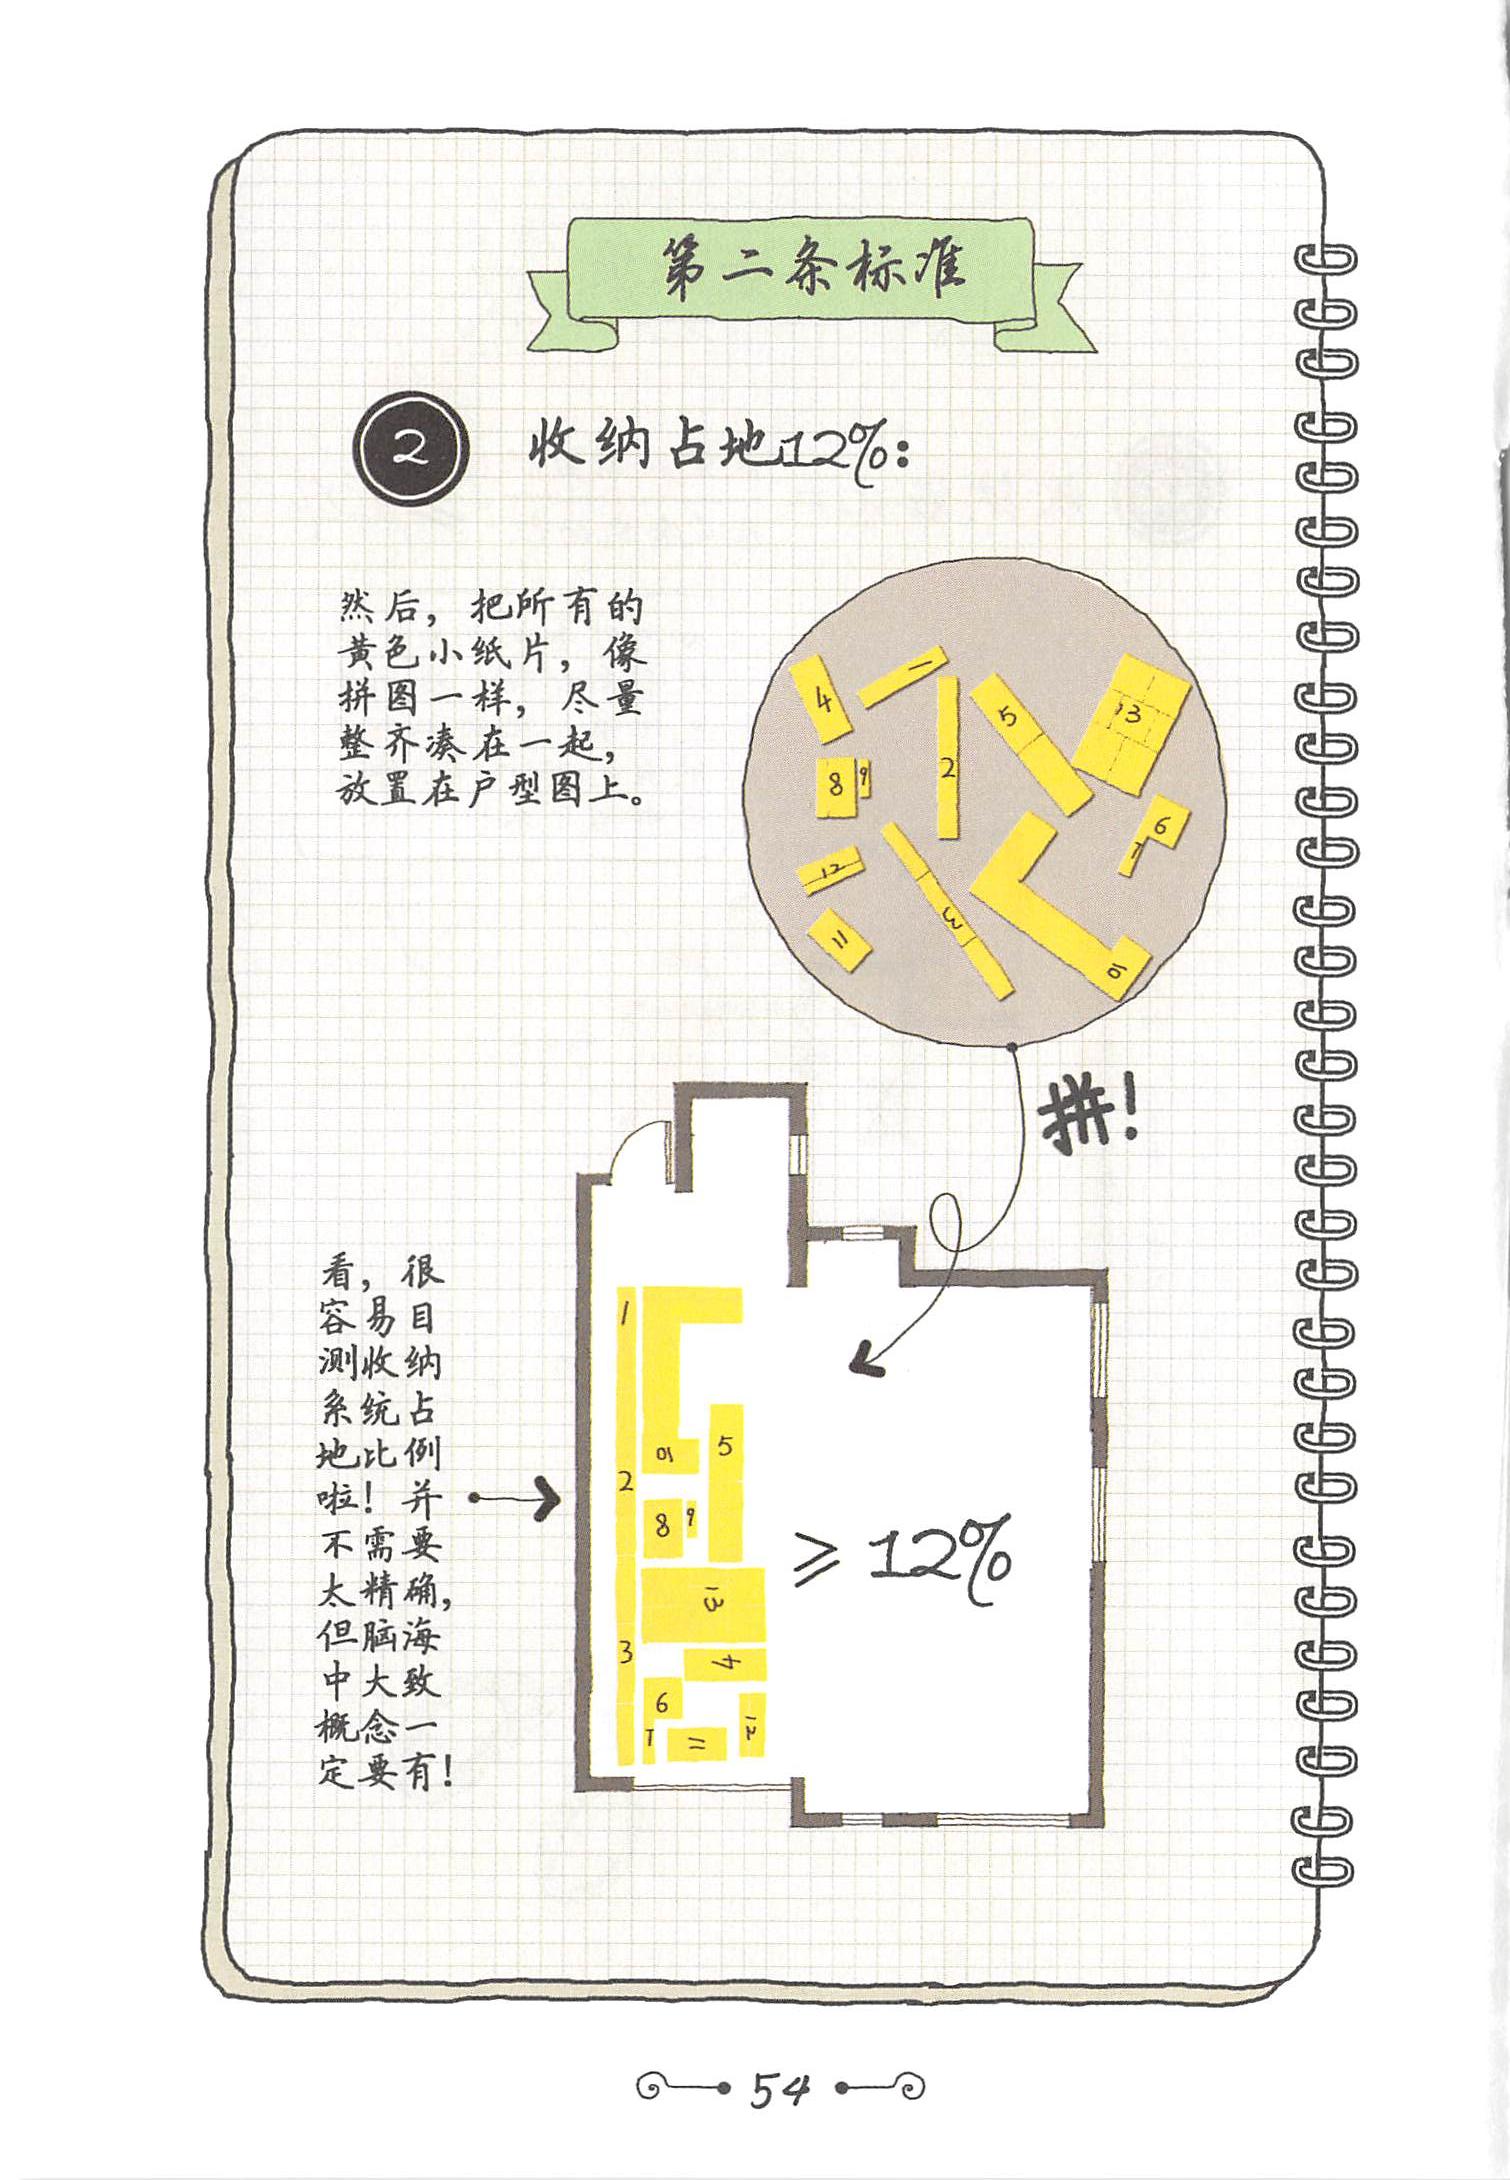 第二条标准
2
收纳占地12%：
然后，把所有的
黄色小纸片，像
拼图一样，尽量
整齐凑在一起，
放置在户型图上。
4
1
2
5
13
8
9
6
7
12
3
11
10
拼！
看，很
容易目
测收纳
系统占
地比例
啦！并
不需要
太精确，
但脑海
中大致
概念一
定要有！
1
10
5
2
8
9
≥12%
13
3
4
6
7
11
12
54